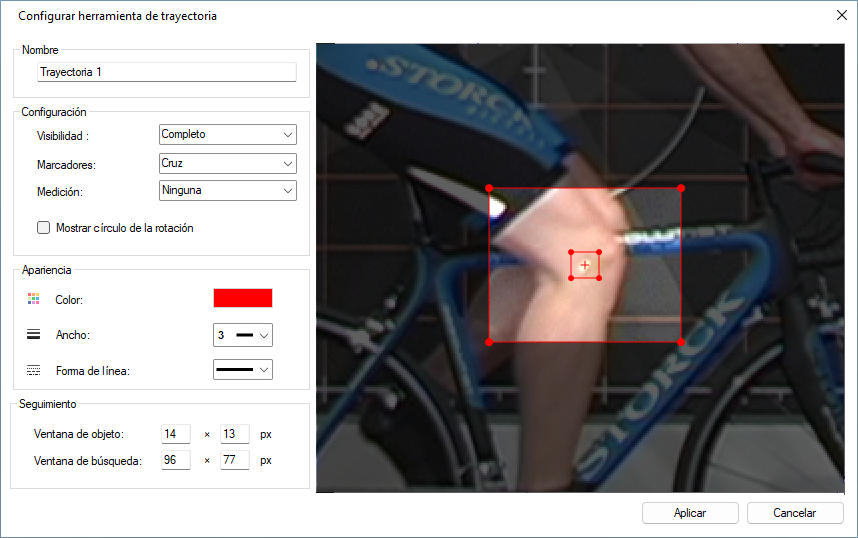 Configurar herramienta de trayectoria
Nombre
Trayectoria 1
Configuración
Visibilidad :
Completo
Marcadores:
Cruz
Medición:
Ninguna
Mostrar círculo de la rotación
Apariencia
Color:
Ancho:
3
Forma de línea:
Seguimiento
Ventana de objeto:
14 × 13 px
Ventana de búsqueda:
96 × 77 px
STORCK
STORCK
Aplicar
Cancelar